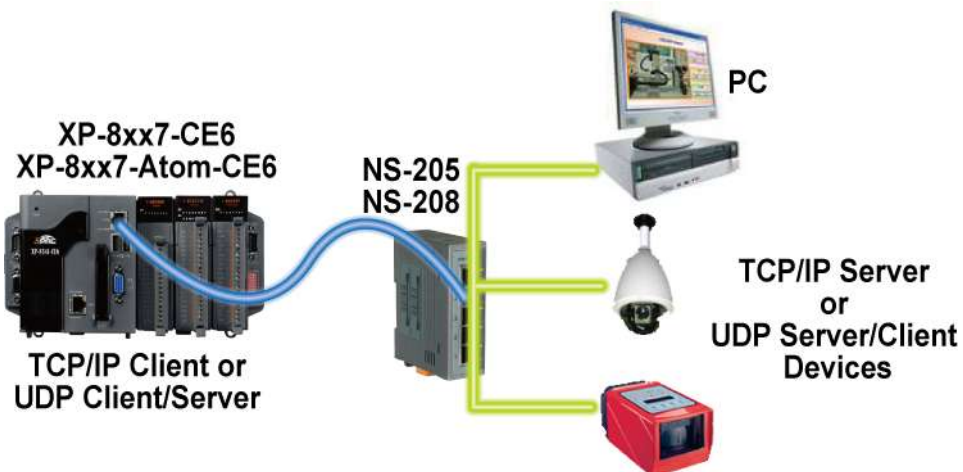 XP-8xx7-CE6
XP-8xx7-Atom-CE6
NS-205
NS-208
PC
TCP/IP Server
or
UDP Server/Client
Devices
TCP/IP Client or
UDP Client/Server